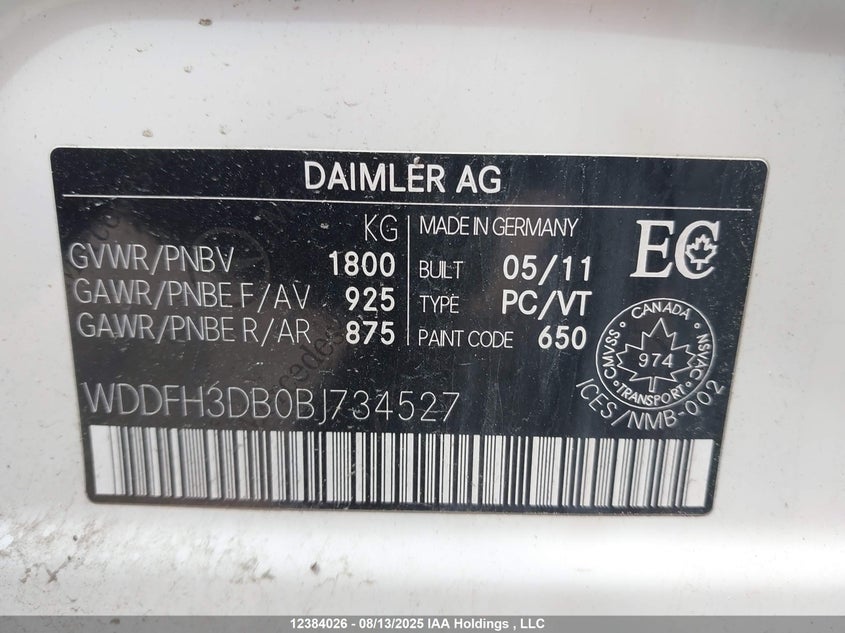 DAIMLER AG
KG
GVWR/PNBV 1800
GAWR/PNBE F/AV 925
GAWR/PNBE R/AR 875
MADE IN GERMANY
BUILT 05/11
TYPE PC/VT
PAINT CODE 650
EC
CANADA
CMVSS 974 NSVAC
TRANSPORT
ICES/NMB-002
WDDFH3DB0BJ734527
12384026 - 08/13/2025 IAA Holdings , LLC